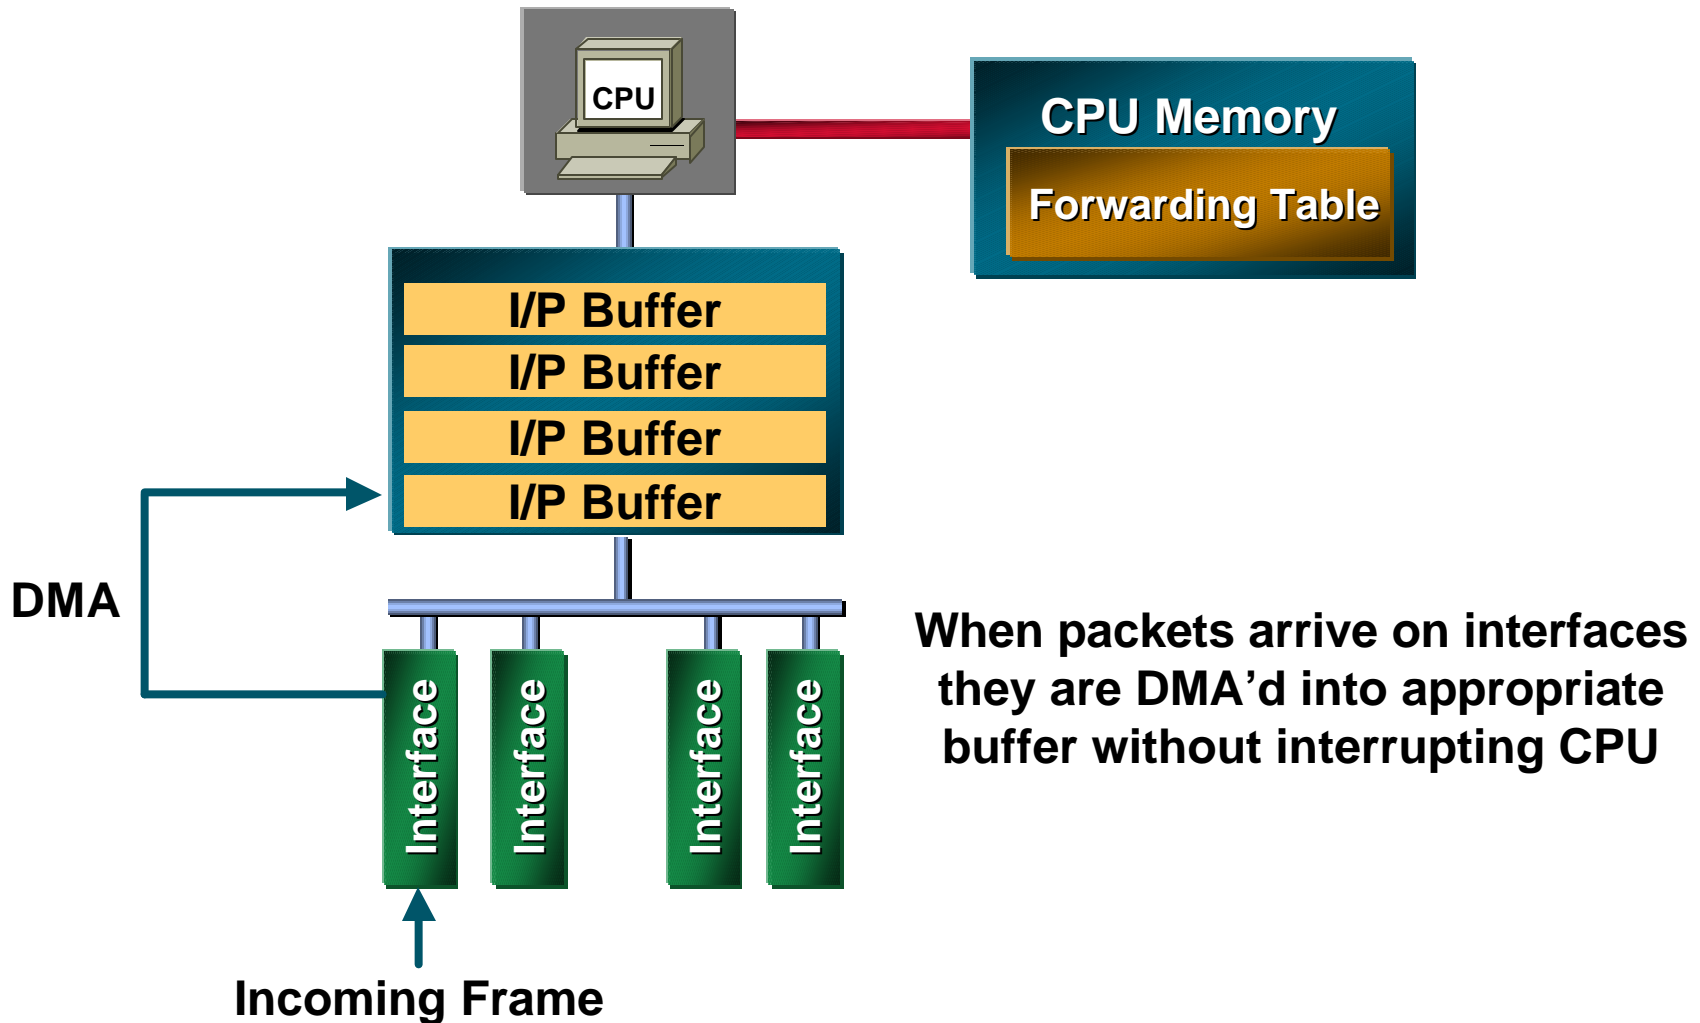 CPU
CPU Memory
Forwarding Table
I/P Buffer
I/P Buffer
I/P Buffer
I/P Buffer
DMA
Interface
Interface
Interface
Interface
When packets arrive on interfaces
they are DMA’d into appropriate
buffer without interrupting CPU
Incoming Frame